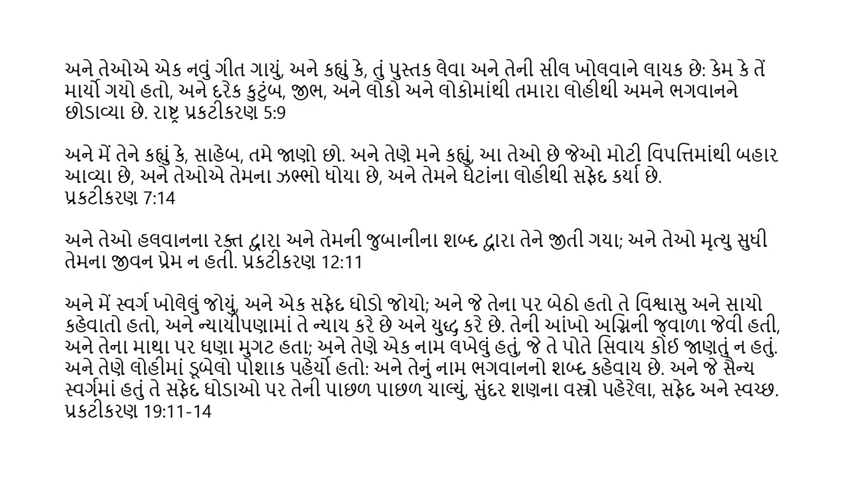 અને તેઓએ એક નવું ગીત ગાયું, અને કહ્યું કે, તું પુસ્તક લેવા અને તેની સીલ ખોલવાને લાયક છે: કેમ કે તેં
માર્યો ગયો હતો, અને દરેક કુટુંબ, જીભ, અને લોકો અને લોકોમાંથી તમારા લોહીથી અમને ભગવાનને
છોડાવ્યા છે. રાષ્ટ્ર પ્રકટીકરણ 5:9
અને મેં તેને કહ્યું કે, સાહેબ, તમે જાણો છો. અને તેણે મને કહ્યું, આ તેઓ છે જેઓ મોટી વિપત્તિમાંથી બહાર
આવ્યા છે, અને તેઓએ તેમના ઝભ્ભો ધોયા છે, અને તેમને ઘેટાંના લોહીથી સફેદ કર્યા છે.
પ્રકટીકરણ 7:14
અને તેઓ હલવાનના રક્ત દ્વારા અને તેમની જુબાનીના શબ્દ દ્વારા તેને જીતી ગયા; અને તેઓ મૃત્યુ સુધી
તેમના જીવન પ્રેમ ન હતી. પ્રકટીકરણ 12:11
અને મેં સ્વર્ગ ખોલેલું જોયું, અને એક સફેદ ઘોડો જોયો; અને જે તેના પર બેઠો હતો તે વિશ્વાસુ અને સાચો
કહેવાતો હતો, અને ન્યાયીપણામાં તે ન્યાય કરે છે અને યુદ્ધ કરે છે. તેની આંખો અગ્નિની જ્વાળા જેવી હતી,
અને તેના માથા પર ઘણા મુગટ હતા; અને તેણે એક નામ લખેલું હતું, જે તે પોતે સિવાય કોઈ જાણતું ન હતું.
અને તેણે લોહીમાં ડૂબેલો પોશાક પહેર્યો હતો: અને તેનું નામ ભગવાનનો શબ્દ કહેવાય છે. અને જે સૈન્ય
સ્વર્ગમાં હતું તે સફેદ ઘોડાઓ પર તેની પાછળ પાછળ ચાલ્યું, સુંદર શણના વસ્ત્રો પહેરેલા, સફેદ અને સ્વચ્છ.
પ્રકટીકરણ 19:11-14